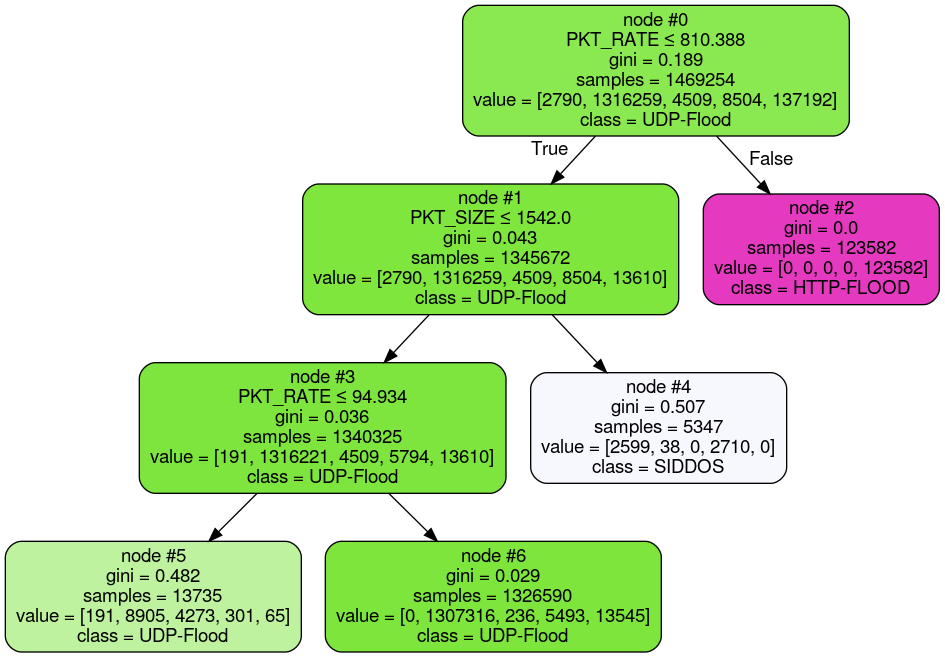 node #0
PKT_RATE ≤ 810.388
gini = 0.189
samples = 1469254
value = [2790, 1316259, 4509, 8504, 137192]
class = UDP-Flood
True
False
node #1
PKT_SIZE ≤ 1542.0
gini = 0.043
samples = 1345672
value = [2790, 1316259, 4509, 8504, 13610]
class = UDP-Flood
node #2
gini = 0.0
samples = 123582
value = [0, 0, 0, 0, 123582]
class = HTTP-FLOOD
node #3
PKT_RATE ≤ 94.934
gini = 0.036
samples = 1340325
value = [191, 1316221, 4509, 5794, 13610]
class = UDP-Flood
node #4
gini = 0.507
samples = 5347
value = [2599, 38, 0, 2710, 0]
class = SIDDOS
node #5
gini = 0.482
samples = 13735
value = [191, 8905, 4273, 301, 65]
class = UDP-Flood
node #6
gini = 0.029
samples = 1326590
value = [0, 1307316, 236, 5493, 13545]
class = UDP-Flood